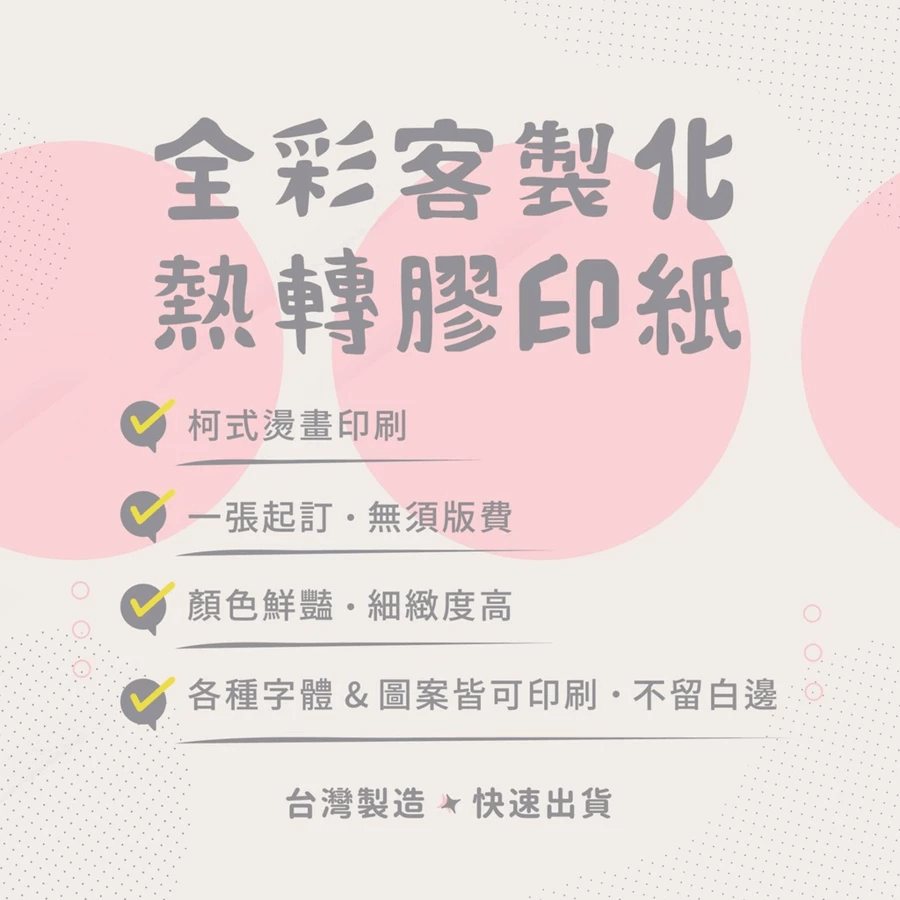 全彩客製化
熱轉膠印紙
柯式燙畫印刷
一張起訂・無須版費
顏色鮮豔・細緻度高
各種字體 & 圖案皆可印刷・不留白邊
台灣製造 快速出貨